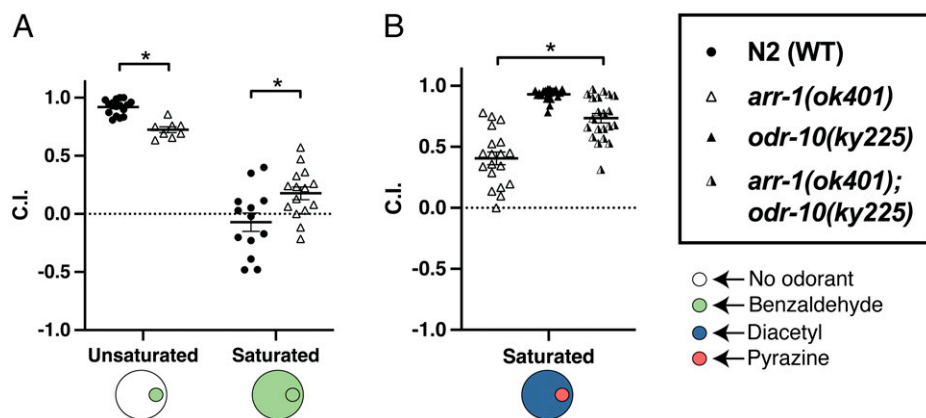 A
C.I.
1.0
0.5
0.0
-0.5
-1.0
*
*
Unsaturated
Saturated
B
C.I.
1.0
0.5
0.0
-0.5
-1.0
*
Saturated
N2 (WT)
arr-1(ok401)
odr-10(ky225)
arr-1(ok401);
odr-10(ky225)
No odorant
Benzaldehyde
Diacetyl
Pyrazine